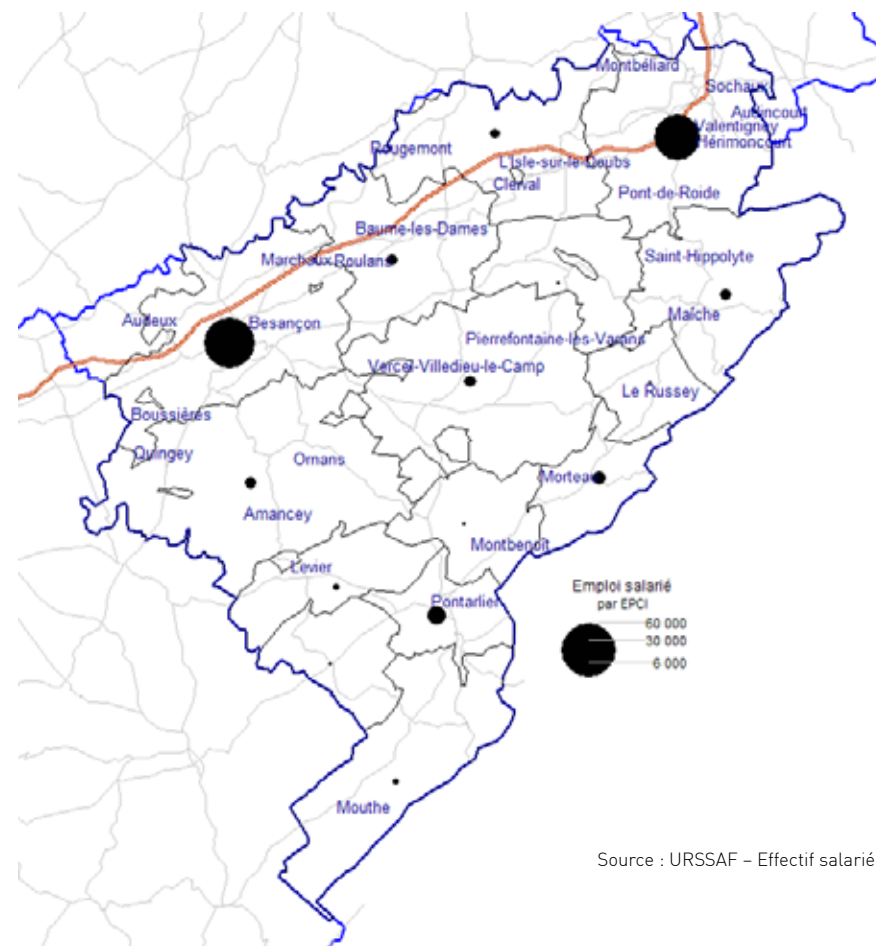 Montbéliard
Sochaux
Audincourt
Valentigney
Hérimoncourt
Rougemont
L'Isle-sur-le-Doubs
Clerval
Pont-de-Roide
Baume-les-Dames
Marchaux
Roulans
Saint-Hippolyte
Maîche
Audeux
Besançon
Pierrefontaine-les-Varans
Vercel-Villedieu-le-Camp
Le Russey
Boussières
Quingey
Ornans
Morteau
Amancey
Montbenoît
Levier
Pontarlier
Emploi salarié
par EPCI
60 000
30 000
6 000
Mouthe
Source : URSSAF – Effectif salarié